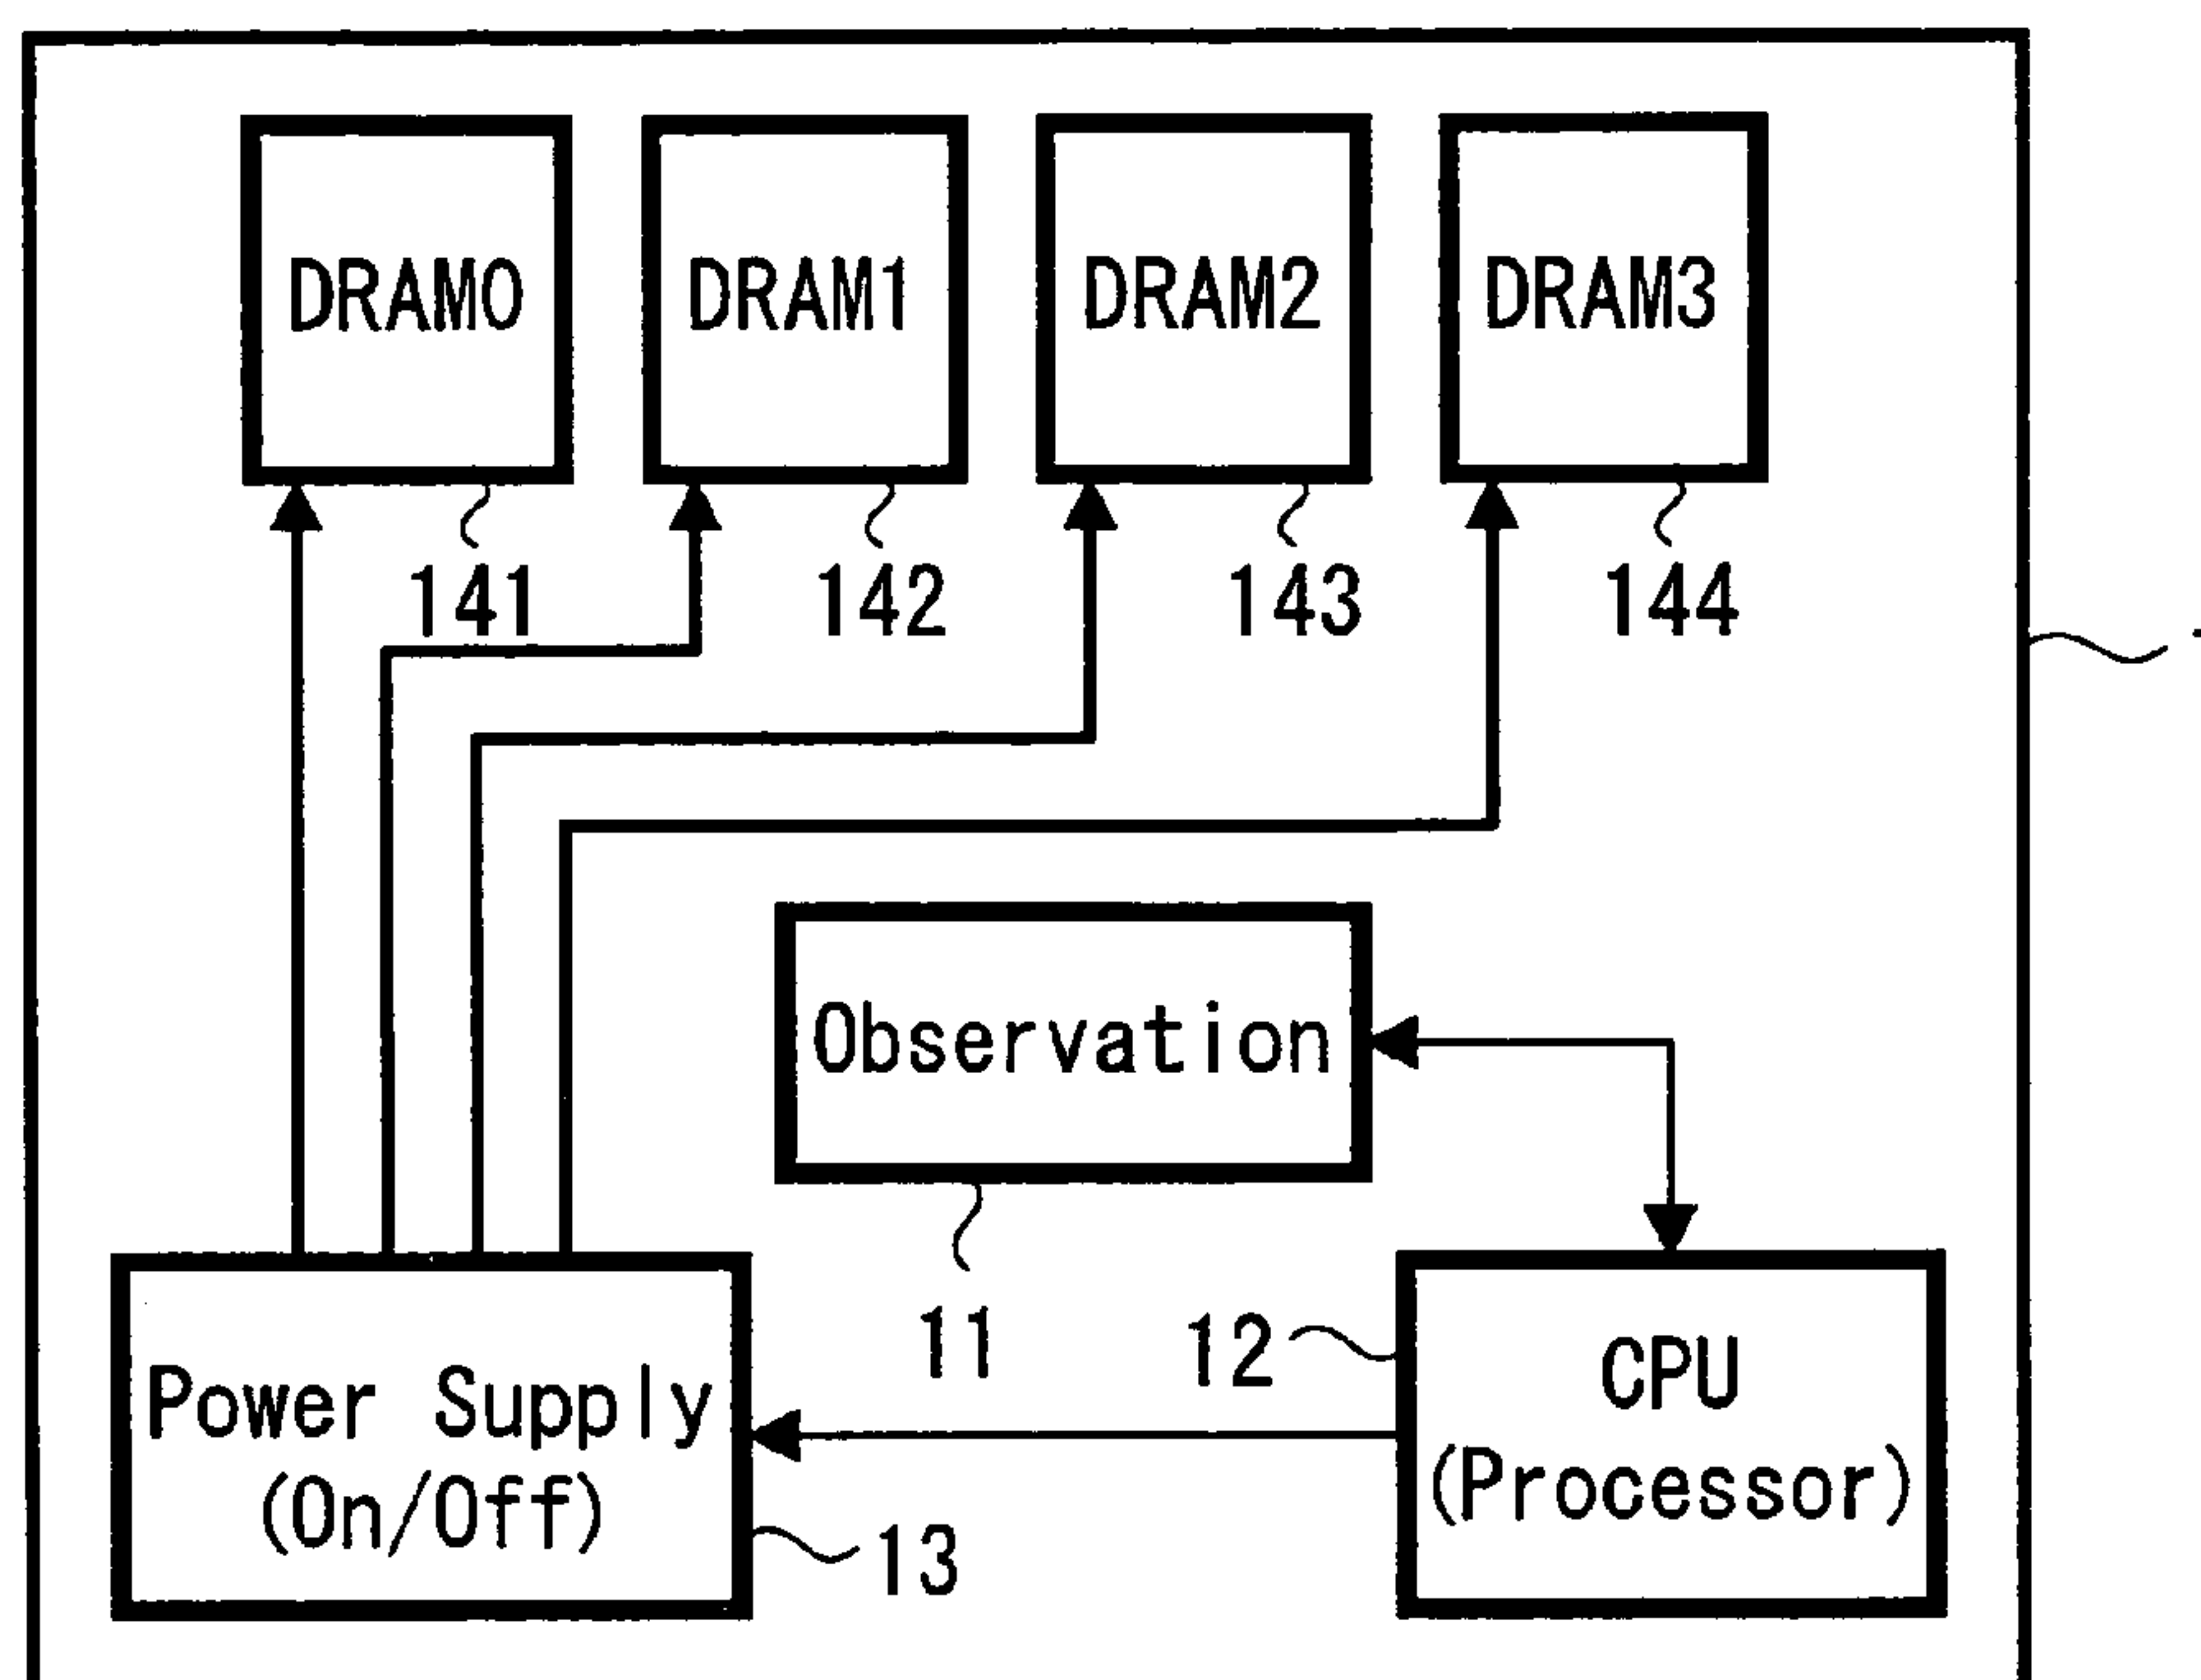 DRAM0 DRAM1 DRAM2 DRAM3
141 142 143 144
Observation
11
12
CPU
(Processor)
Power Supply
(On/Off)
13